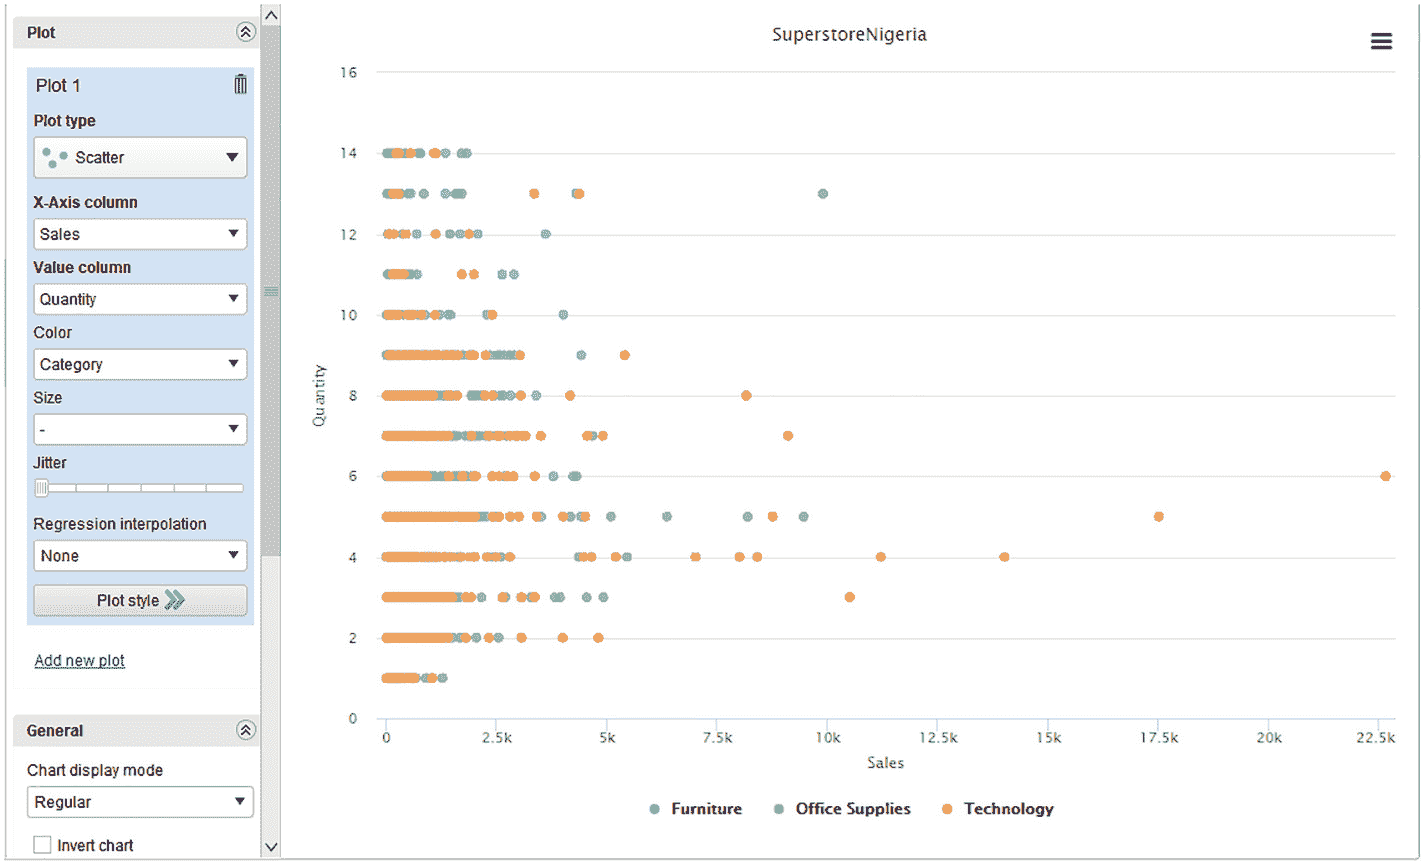 Plot
Plot 1
Plot type
Scatter
X-Axis column
Sales
Value column
Quantity
Color
Category
Size
-
Jitter
Regression interpolation
None
Plot style
Add new plot
General
Chart display mode
Regular
Invert chart
SuperstoreNigeria
16
14
12
10
8
6
4
2
0
Quantity
0 2.5k 5k 7.5k 10k 12.5k 15k 17.5k 20k 22.5k
Sales
Furniture Office Supplies Technology